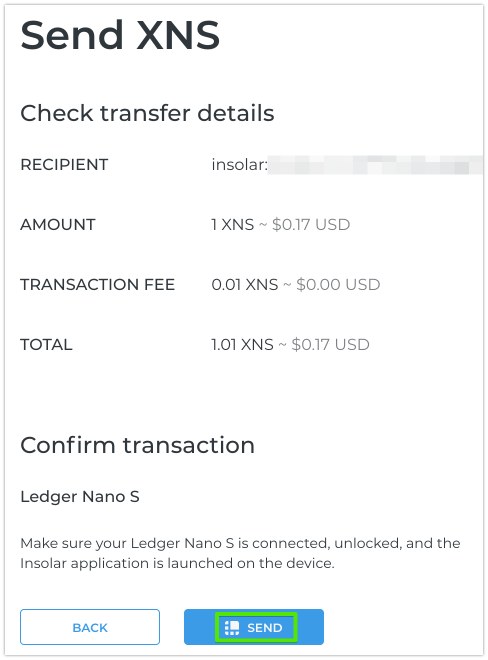 Send XNS
Check transfer details
RECIPIENT insolar:
AMOUNT 1 XNS ~ $0.17 USD
TRANSACTION FEE 0.01 XNS ~ $0.00 USD
TOTAL 1.01 XNS ~ $0.17 USD
Confirm transaction
Ledger Nano S
Make sure your Ledger Nano S is connected, unlocked, and the
Insolar application is launched on the device.
BACK SEND